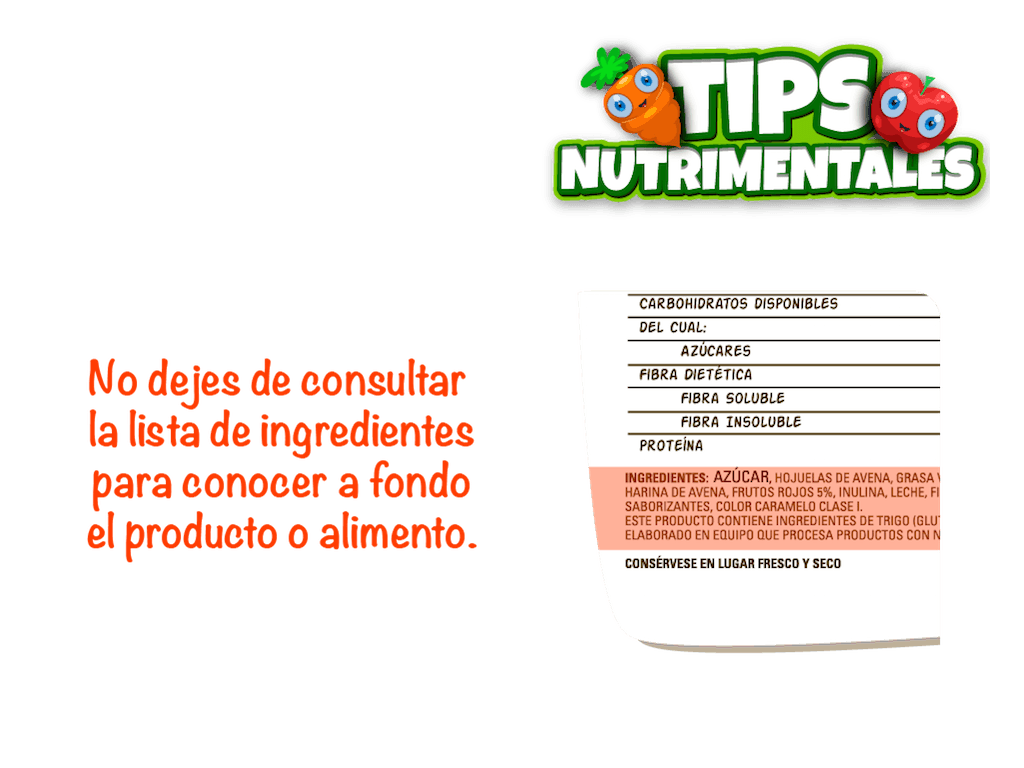 TIPS
NUTRIMENTALES
No dejes de consultar
la lista de ingredientes
para conocer a fondo
el producto o alimento.
CARBOHIDRATOS DISPONIBLES
DEL CUAL:
AZÚCARES
FIBRA DIETÉTICA
FIBRA SOLUBLE
FIBRA INSOLUBLE
PROTEÍNA
INGREDIENTES: AZÚCAR, HOJUELAS DE AVENA, GRASA
HARINA DE AVENA, FRUTOS ROJOS 5%, INULINA, LECHE,
SABORIZANTES, COLOR CARAMELO CLASE I.
ESTE PRODUCTO CONTIENE INGREDIENTES DE TRIGO
ELABORADO EN EQUIPO QUE PROCESA PRODUCTOS CON
CONSÉRVESE EN LUGAR FRESCO Y SECO